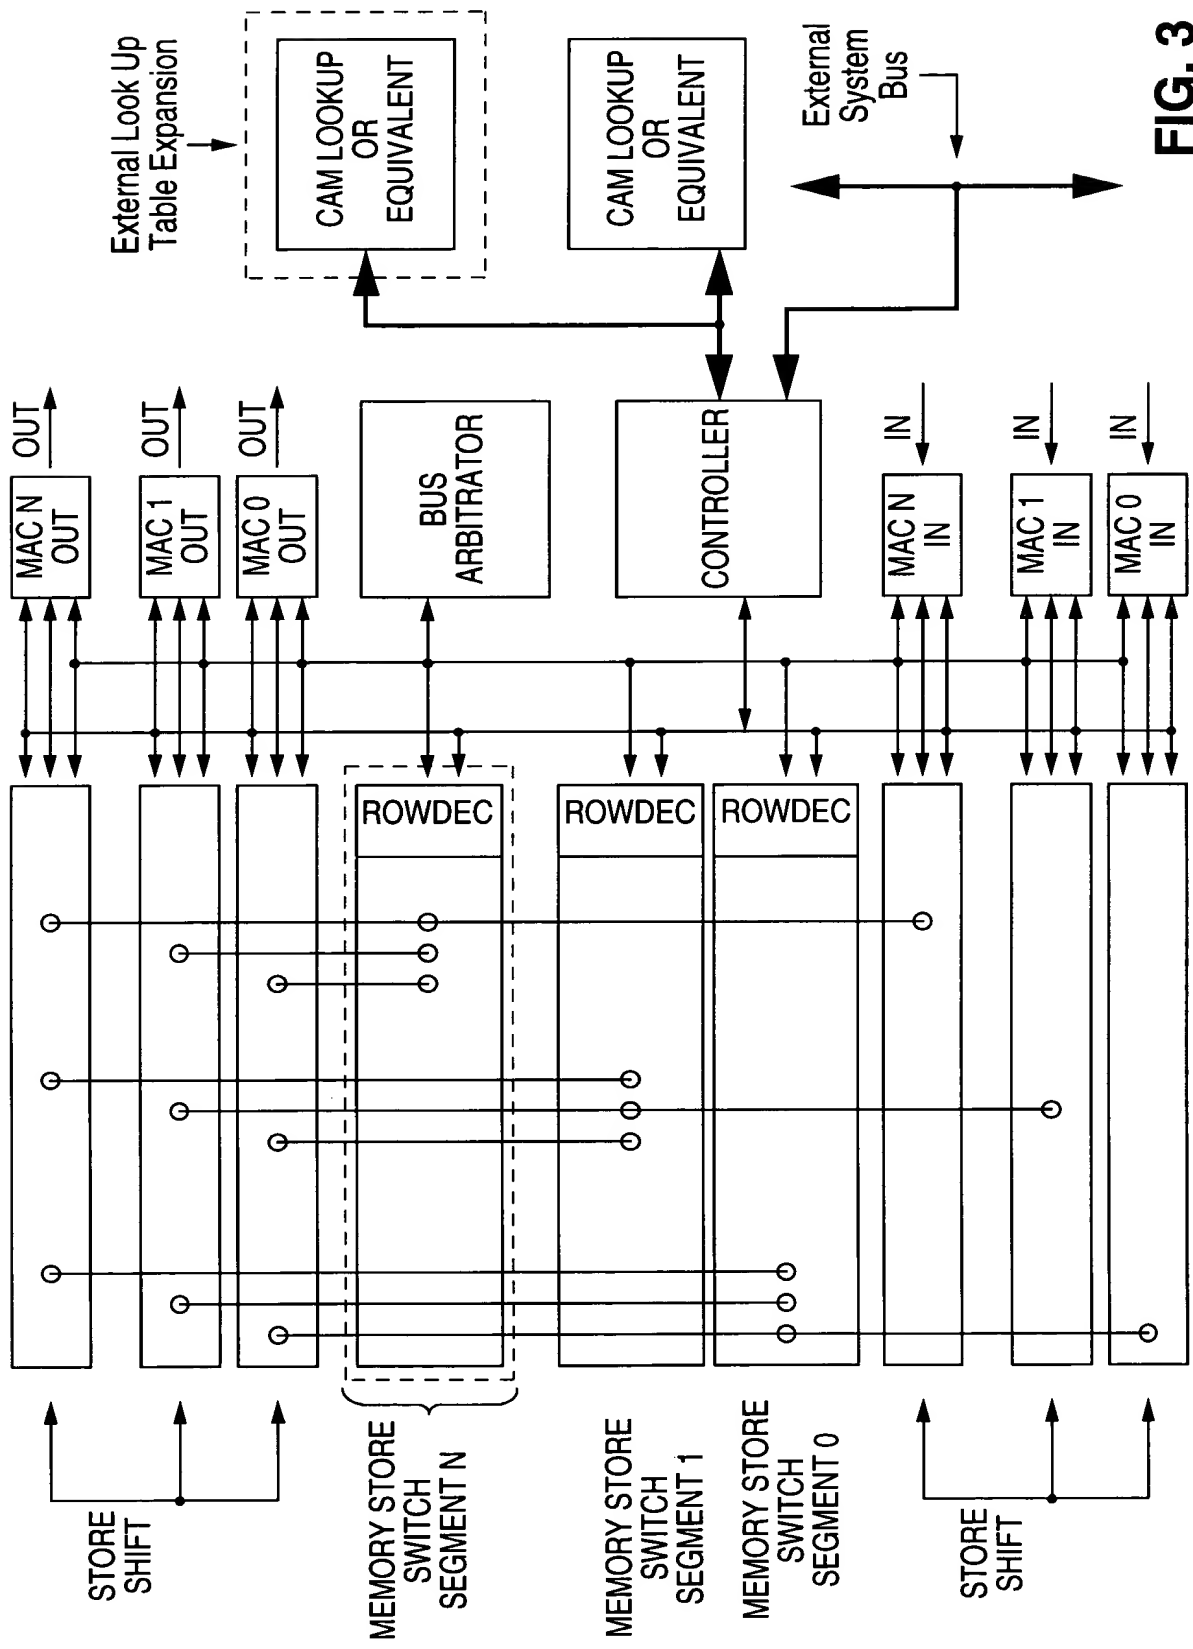 External Look Up
Table Expansion
CAM LOOKUP
OR
EQUIVALENT
CAM LOOKUP
OR
EQUIVALENT
External
System
Bus
FIG. 3
OUT
OUT
OUT
MAC N
OUT
MAC 1
OUT
MAC 0
OUT
BUS
ARBITRATOR
CONTROLLER
IN
IN
IN
MAC N
IN
MAC 1
IN
MAC 0
IN
ROWDEC
ROWDEC
ROWDEC
STORE
SHIFT
MEMORY STORE
SWITCH
SEGMENT N
MEMORY STORE
SWITCH
SEGMENT 1
MEMORY STORE
SWITCH
SEGMENT 0
STORE
SHIFT